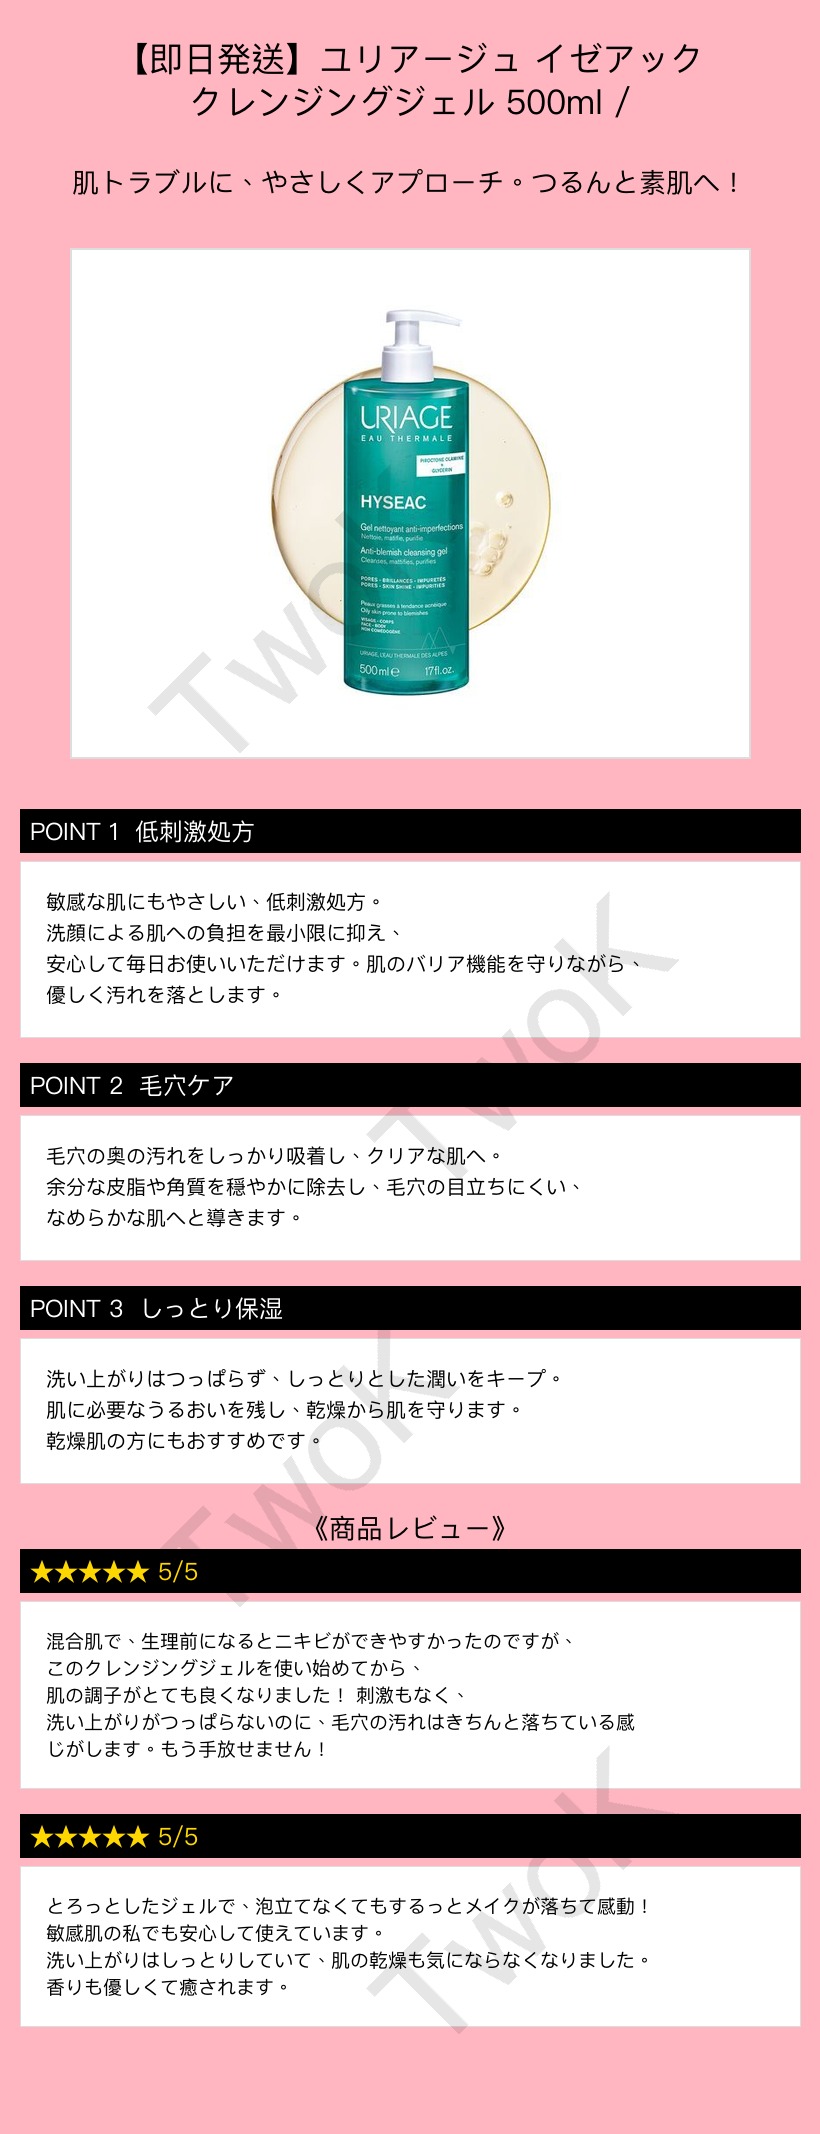 【即日発送】ユリアージュ イゼアック
クレンジングジェル 500ml /
肌トラブルに、やさしくアプローチ。つるんと素肌へ！
URIAGE
EAU THERMALE
PIROCTONE OLAMINE
+
GLYCERIN
HYSEAC
Gel nettoyant anti-imperfections
Nettoie, matifie, purifie
Anti-blemish cleansing gel
Cleanses, mattifies, purifies
PORES - BRILLANCES - IMPURETÉS
PORES - SKIN SHINE - IMPURITIES
Peaux grasses à tendance acnéique
Oily skin prone to blemishes
VISAGE - CORPS
FACE - BODY
NON COMÉDOGÈNE
URIAGE, L'EAU THERMALE DES ALPES
500 ml e 17 fl.oz.
POINT 1 低刺激処方
敏感な肌にもやさしい、低刺激処方。
洗顔による肌への負担を最小限に抑え、
安心して毎日お使いいただけます。肌のバリア機能を守りながら、
優しく汚れを落とします。
POINT 2 毛穴ケア
毛穴の奥の汚れをしっかり吸着し、クリアな肌へ。
余分な皮脂や角質を穏やかに除去し、毛穴の目立ちにくい、
なめらかな肌へと導きます。
POINT 3 しっとり保湿
洗い上がりはつっぱらず、しっとりとした潤いをキープ。
肌に必要なうるおいを残し、乾燥から肌を守ります。
乾燥肌の方にもおすすめです。
《商品レビュー》
★★★★★ 5/5
混合肌で、生理前になるとニキビができやすかったのですが、
このクレンジングジェルを使い始めてから、
肌の調子がとても良くなりました！ 刺激もなく、
洗い上がりがつっぱらないのに、毛穴の汚れはきちんと落ちている感
じがします。もう手放せません！
★★★★★ 5/5
とろっとしたジェルで、泡立てなくてもするっとメイクが落ちて感動！
敏感肌の私でも安心して使えています。
洗い上がりはしっとりしていて、肌の乾燥も気にならなくなりました。
香りも優しくて癒されます。
TwoK
TwoK
TwoK
TwoK